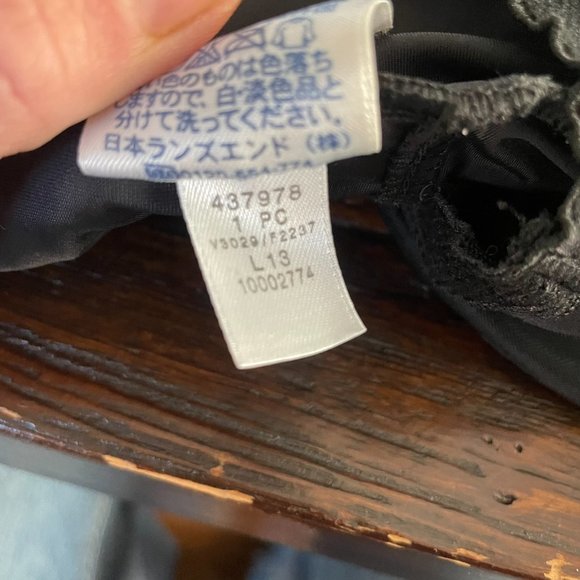 色のものは色落ち
しますので、白・淡色品と
分けて洗ってください。
日本ランズエンド（株）
437978
1 PC
V3029/F2237
L13
10002774